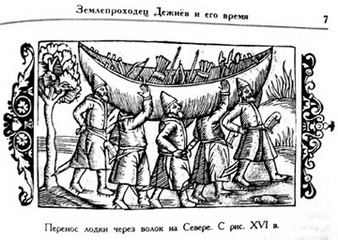 Землепроходец Дежнёв и его время
7
Перенос лодки через волок на Севере. С рис. XVI в.